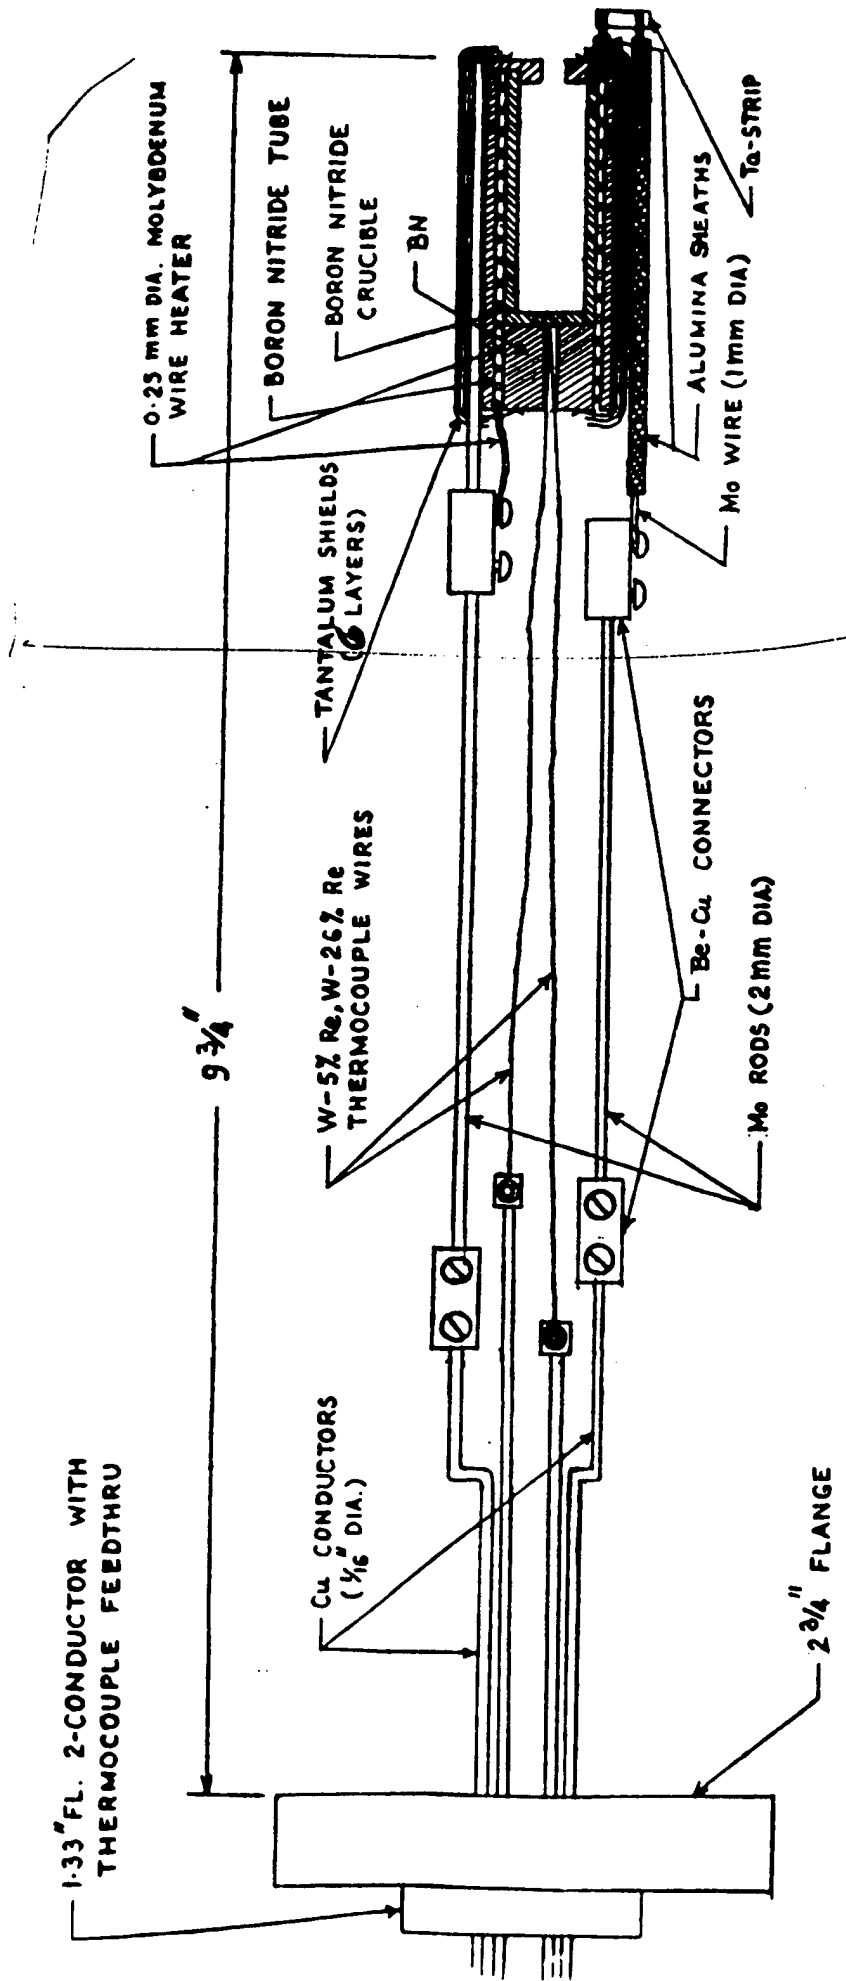 1.33" FL. 2-CONDUCTOR WITH
THERMOCOUPLE FEEDTHRU
9 3/4"
0.25 mm DIA. MOLYBDENUM
WIRE HEATER
BORON NITRIDE TUBE
BORON NITRIDE
CRUCIBLE
BN
TANTALUM SHIELDS
(6 LAYERS)
W-5% Re, W-26% Re
THERMOCOUPLE WIRES
Cu CONDUCTORS
(1/16" DIA.)
2 3/4" FLANGE
Mo RODS (2mm DIA)
Be-Cu CONNECTORS
Mo WIRE (1mm DIA)
ALUMINA SHEATHS
Ta-STRIP